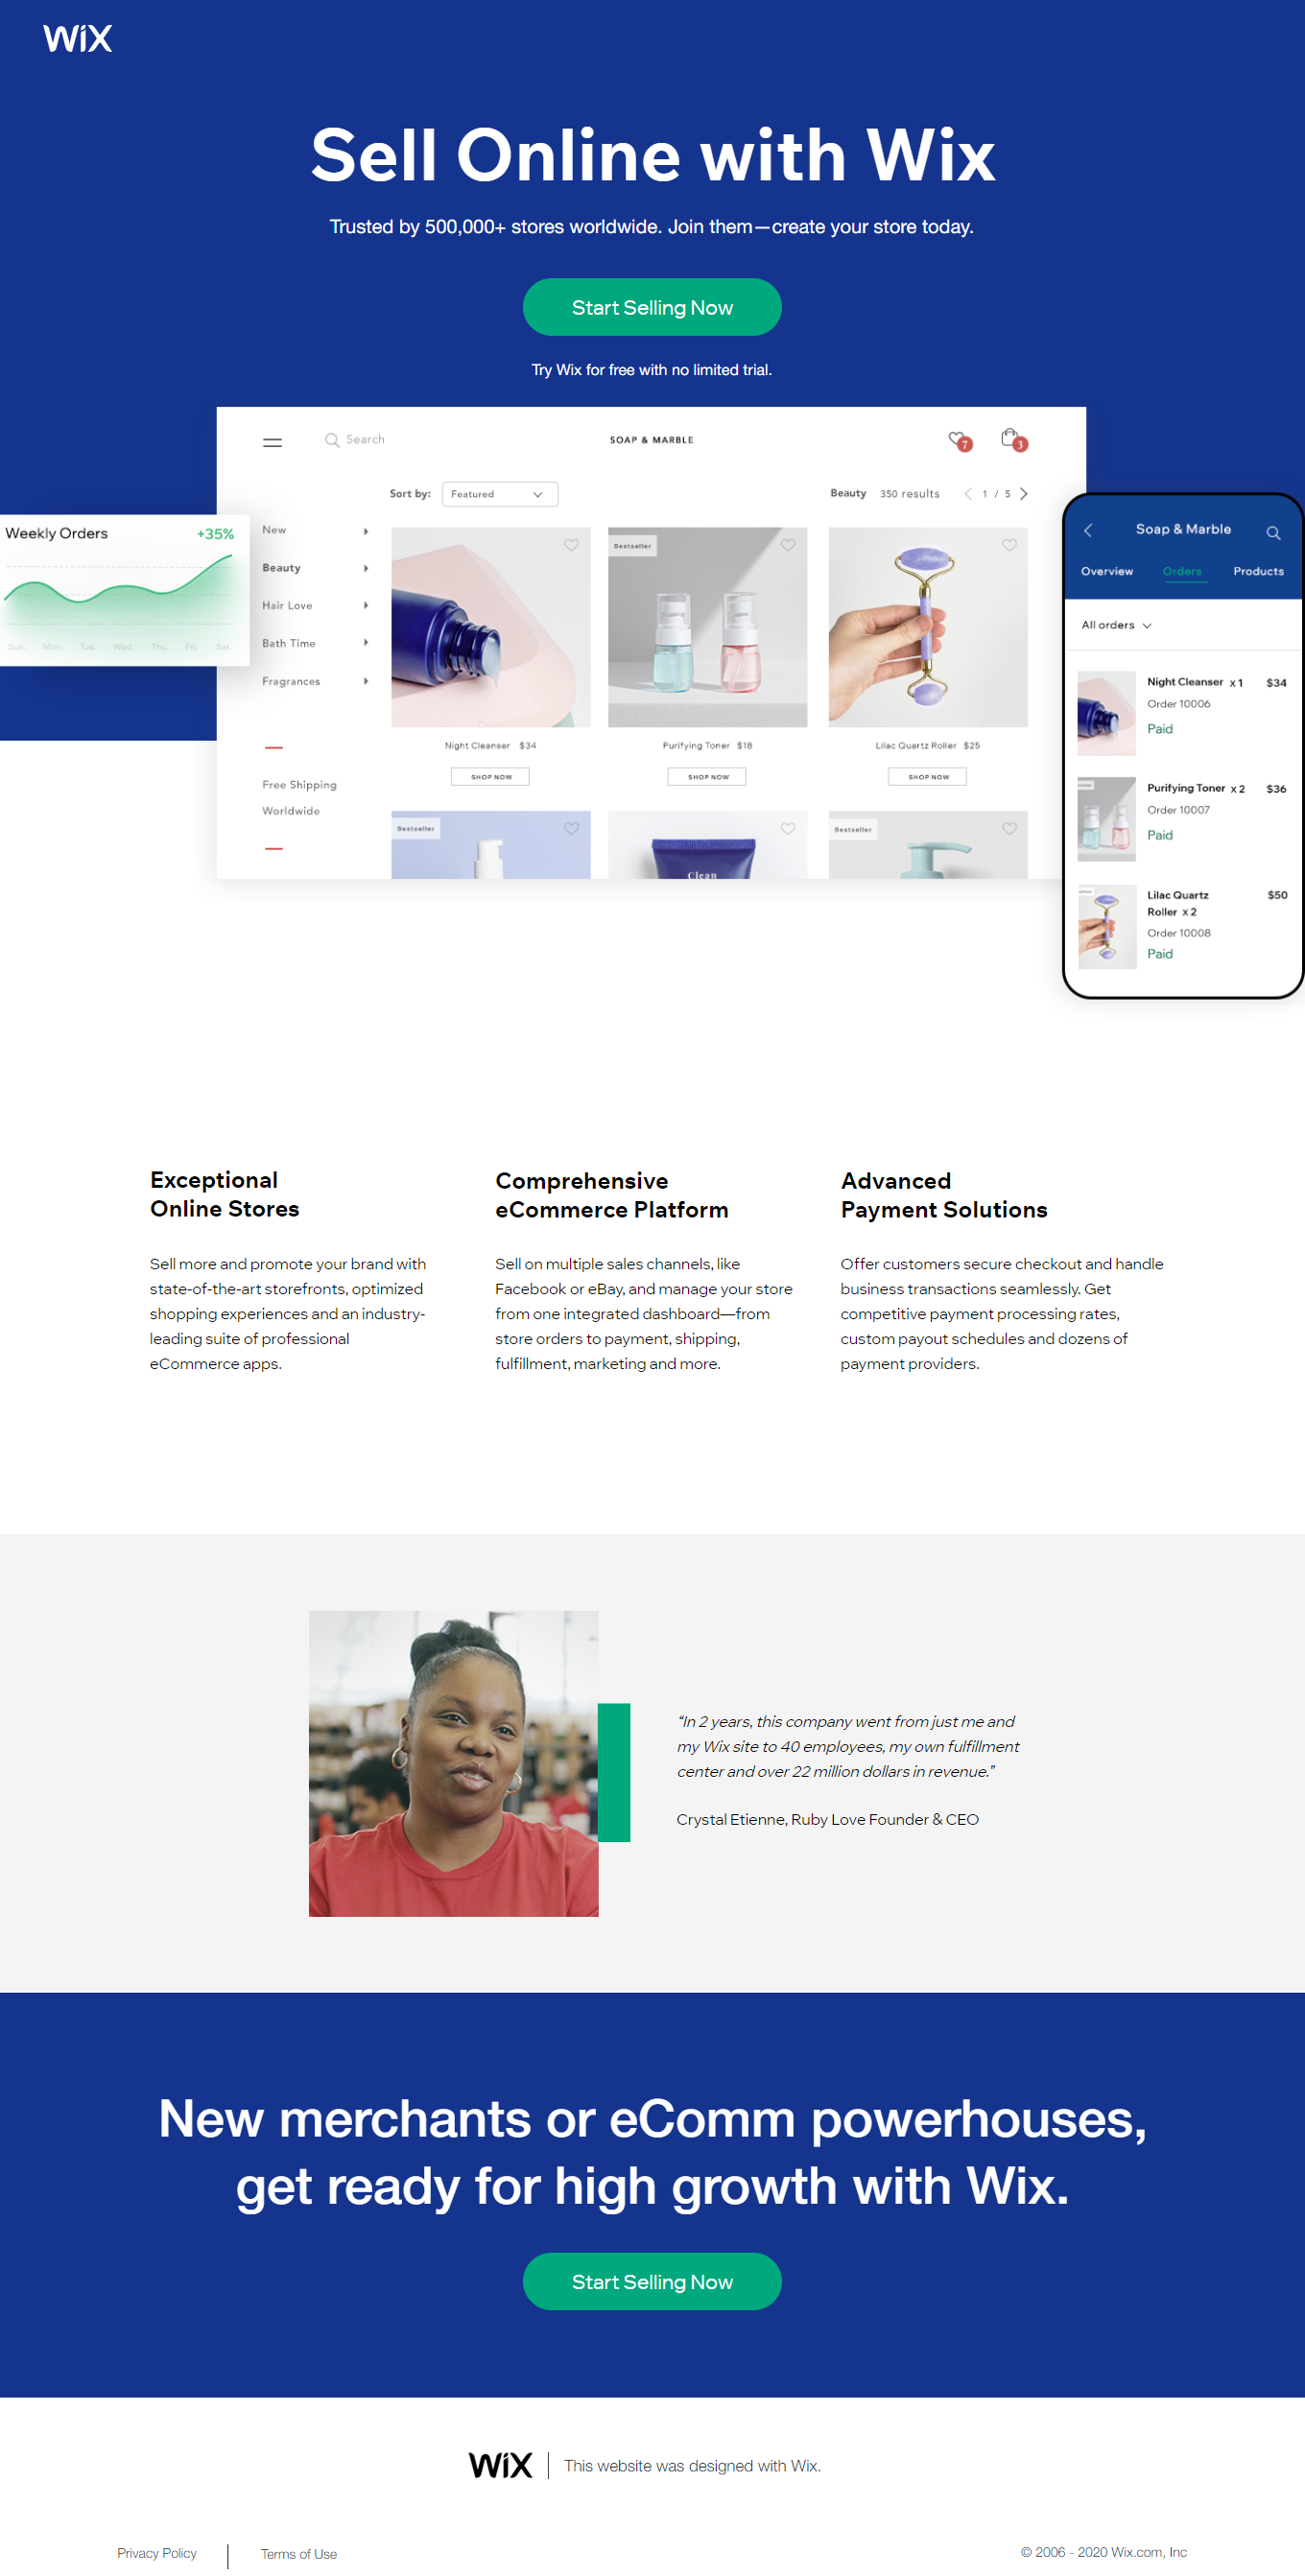 WiX
Sell Online with Wix
Trusted by 500,000+ stores worldwide. Join them—create your store today.
Start Selling Now
Try Wix for free with no limited trial.
Search
SOAP & MARBLE
7
3
Sort by: Featured
Beauty 350 results 1 / 5
Weekly Orders +35%
Sun. Mon. Tue. Wed. Thu. Fri. Sat.
New
Beauty
Hair Love
Bath Time
Fragrances
Free Shipping
Worldwide
Bestseller
Night Cleanser $34
Purifying Toner $18
Lilac Quartz Roller $25
SHOP NOW
SHOP NOW
SHOP NOW
Bestseller
Bestseller
Clean
Soap & Marble
Overview Orders Products
All orders
Night Cleanser x 1 $34
Order 10006
Paid
Purifying Toner x 2 $36
Order 10007
Paid
Lilac Quartz $50
Roller x 2
Order 10008
Paid
Exceptional
Online Stores
Sell more and promote your brand with
state-of-the-art storefronts, optimized
shopping experiences and an industry-
leading suite of professional
eCommerce apps.
Comprehensive
eCommerce Platform
Sell on multiple sales channels, like
Facebook or eBay, and manage your store
from one integrated dashboard—from
store orders to payment, shipping,
fulfillment, marketing and more.
Advanced
Payment Solutions
Offer customers secure checkout and handle
business transactions seamlessly. Get
competitive payment processing rates,
custom payout schedules and dozens of
payment providers.
“In 2 years, this company went from just me and
my Wix site to 40 employees, my own fulfillment
center and over 22 million dollars in revenue.”
Crystal Etienne, Ruby Love Founder & CEO
New merchants or eComm powerhouses,
get ready for high growth with Wix.
Start Selling Now
WiX | This website was designed with Wix.
Privacy Policy | Terms of Use
© 2006 - 2020 Wix.com, Inc